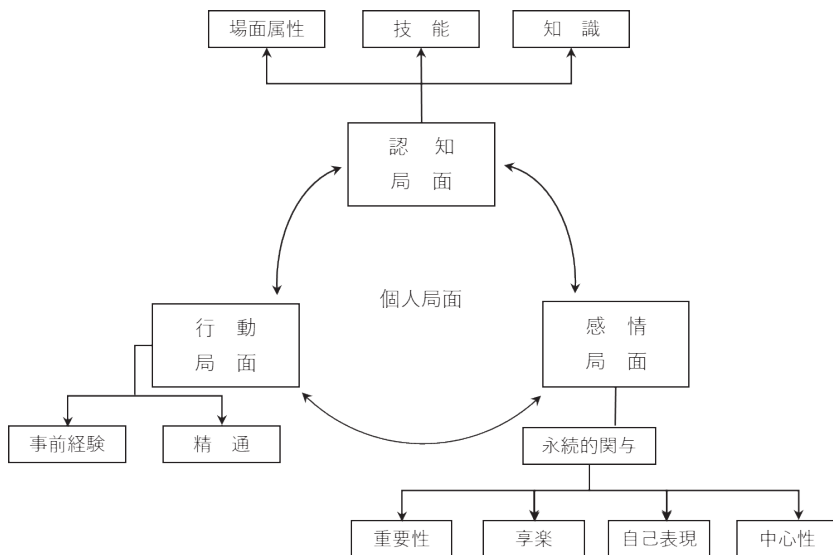 場面属性
技 能
知 識
認 知
局 面
個人局面
行 動
局 面
感 情
局 面
事前経験
精 通
永続的関与
重要性
享楽
自己表現
中心性